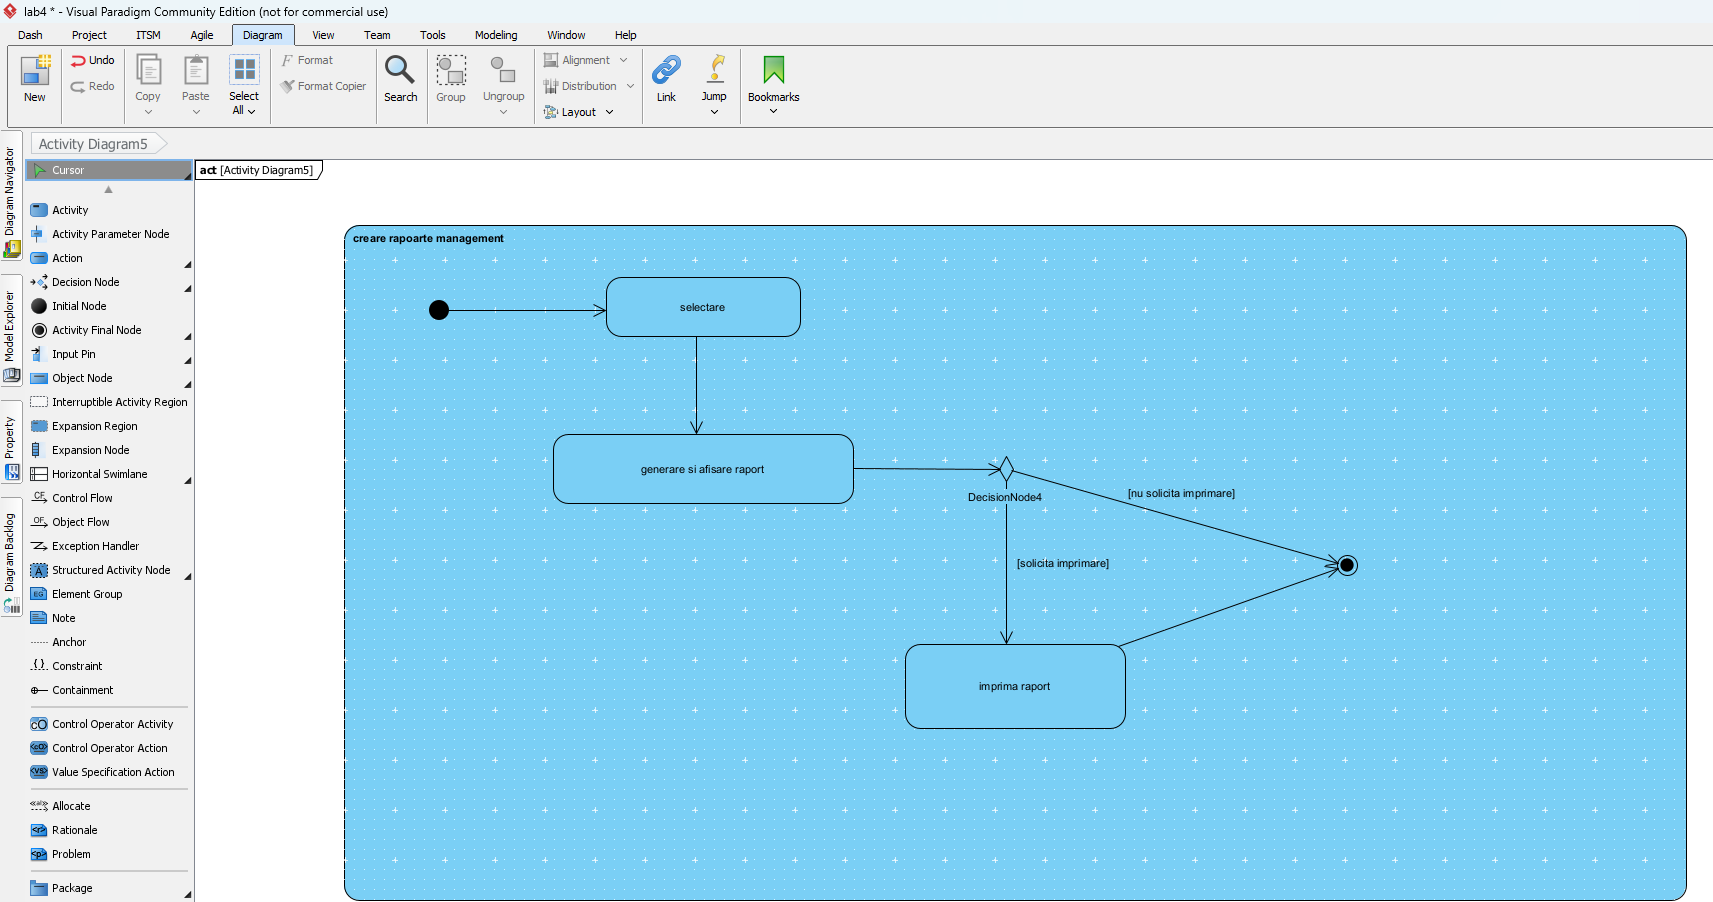 lab4 * - Visual Paradigm Community Edition (not for commercial use)
Dash Project ITSM Agile Diagram View Team Tools Modeling Window Help
New
Undo
Redo
Copy
Paste
Select
All
Format
Format Copier
Search
Group
Ungroup
Alignment
Distribution
Layout
Link
Jump
Bookmarks
Diagram Navigator
Model Explorer
Property
Diagram Backlog
Activity Diagram5
Cursor
Activity
Activity Parameter Node
Action
Decision Node
Initial Node
Activity Final Node
Input Pin
Object Node
Interruptible Activity Region
Expansion Region
Expansion Node
Horizontal Swimlane
CF Control Flow
OF Object Flow
Exception Handler
A Structured Activity Node
EG Element Group
Note
Anchor
{} Constraint
Containment
cO Control Operator Activity
«cO» Control Operator Action
«vs» Value Specification Action
Allocate
«r» Rationale
«p» Problem
Package
act [Activity Diagram5]
creare rapoarte management
selectare
generare si afisare raport
DecisionNode4
[nu solicita imprimare]
[solicita imprimare]
imprima raport